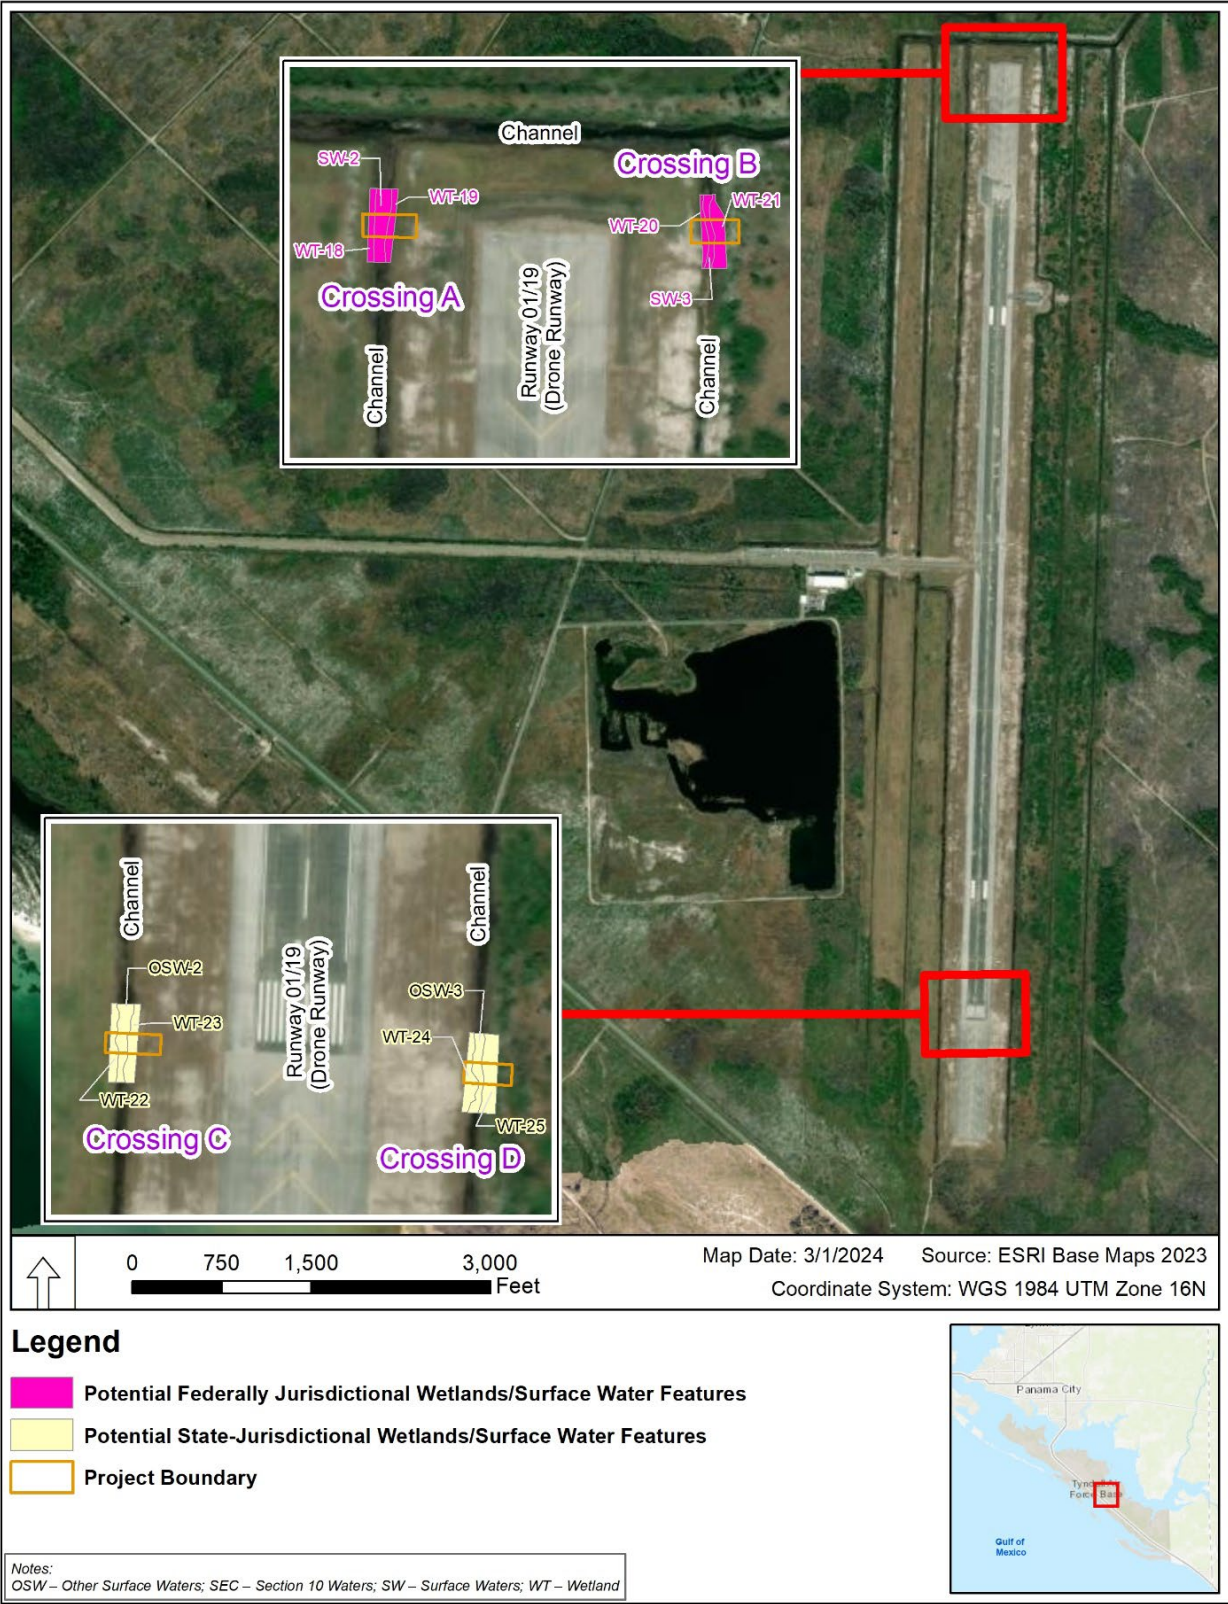 Channel
Crossing B
SW-2
WT-19
WT-21
WT-20
WT-18
Crossing A
SW-3
Runway 01/19
(Drone Runway)
Channel
Channel
Channel
Channel
OSW-2
OSW-3
WT-23
WT-24
Runway 01/19
(Drone Runway)
WT-22
WT-25
Crossing C
Crossing D
0 750 1,500 3,000
Feet
Map Date: 3/1/2024 Source: ESRI Base Maps 2023
Coordinate System: WGS 1984 UTM Zone 16N
Legend
Potential Federally Jurisdictional Wetlands/Surface Water Features
Potential State-Jurisdictional Wetlands/Surface Water Features
Project Boundary
Panama City
Force Base
Gulf of
Mexico
Notes:
OSW – Other Surface Waters; SEC – Section 10 Waters; SW – Surface Waters; WT – Wetland